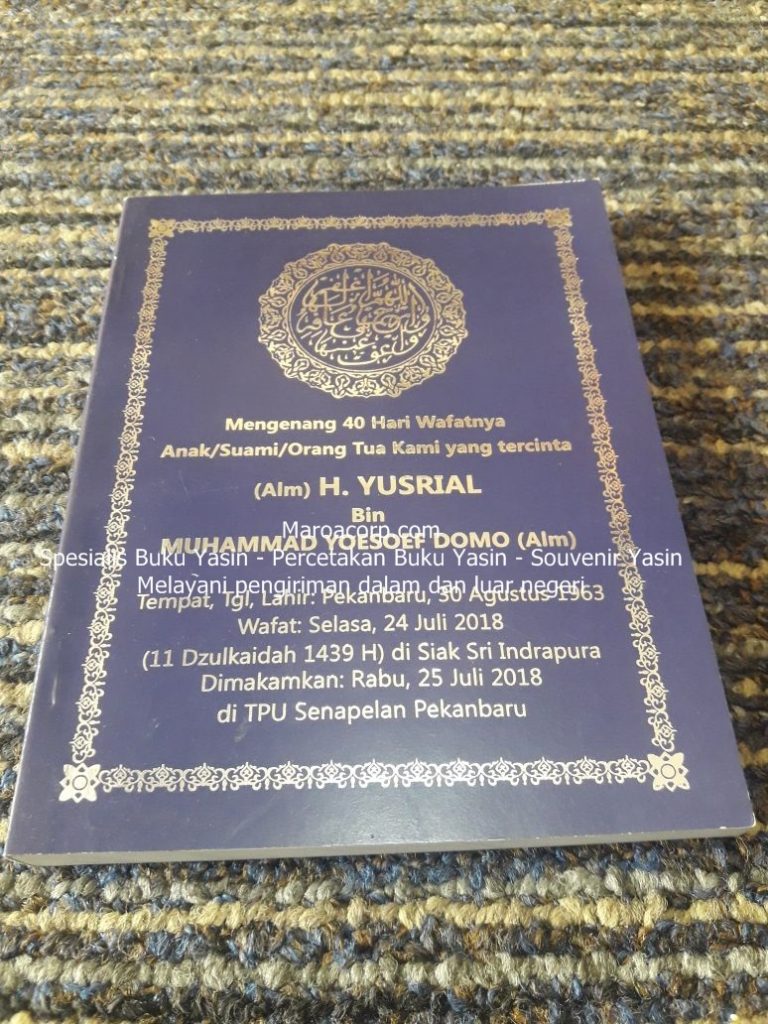 Mengenang 40 Hari Wafatnya
Anak/Suami/Orang Tua Kami yang tercinta
(Alm) H. YUSRIAL
Bin
Maroacorp.com
MUHAMMAD YOESOEF DOMO (Alm)
Spesialis Buku Yasin - Percetakan Buku Yasin - Souvenir Yasin
Melayani pengiriman dalam dan luar negeri
Tempat, Tgl, Lahir: Pekanbaru, 30 Agustus 1963
Wafat: Selasa, 24 Juli 2018
(11 Dzulkaidah 1439 H) di Siak Sri Indrapura
Dimakamkan: Rabu, 25 Juli 2018
di TPU Senapelan Pekanbaru